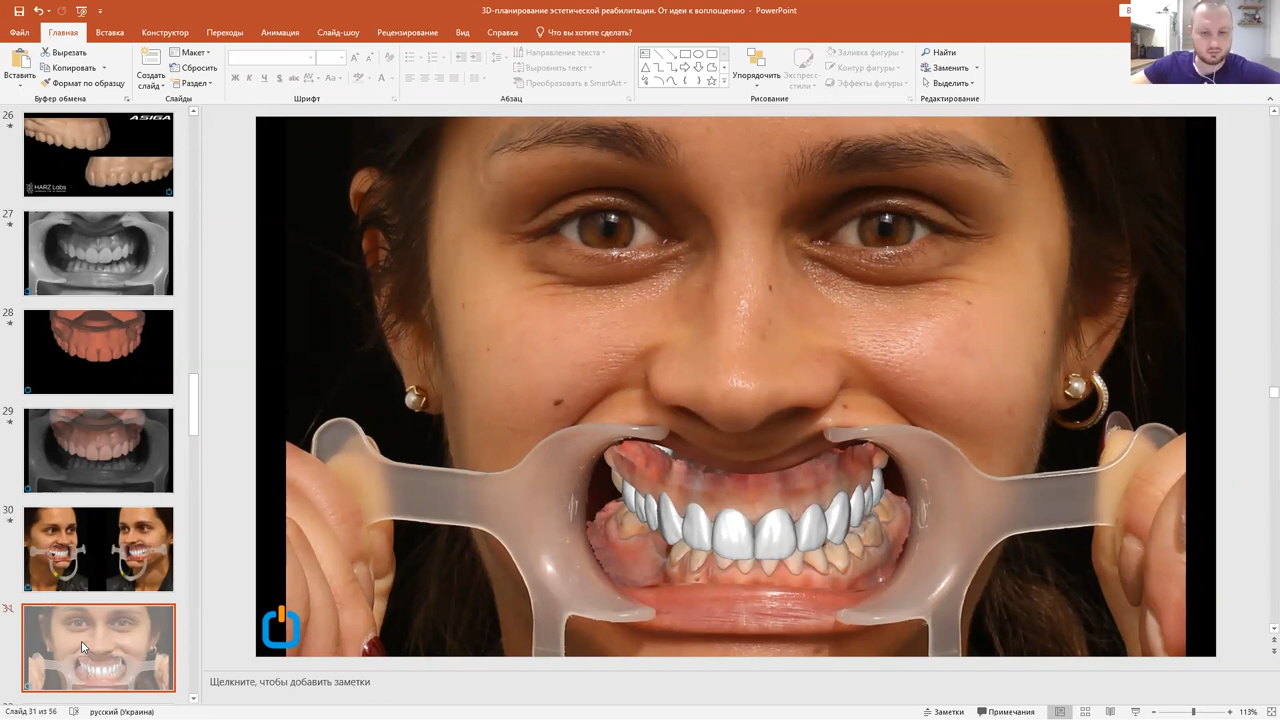 3D-планирование эстетической реабилитации. От идеи к воплощению - PowerPoint
Файл Главная Вставка Дизайн Переходы Анимация Слайд-шоу Рецензирование Вид Справка Что вы хотите сделать?
Вставить
Вырезать
Копировать
Формат по образцу
Буфер обмена
Создать слайд
Макет
Сбросить
Раздел
Слайды
Ж К Ч S abc AV Aa А
Шрифт
Направление текста
Выровнять текст
Преобразовать в SmartArt
Абзац
Упорядочить
Экспресс-стили
Заливка фигуры
Контур фигуры
Эффекты фигуры
Рисование
Найти
Заменить
Выделить
Редактирование
26
ASIGA
HARZ Labs
27
28
29
30
31
Щелкните, чтобы добавить заметки
Слайд 31 из 56 русский (Украина) Заметки Примечания 113%